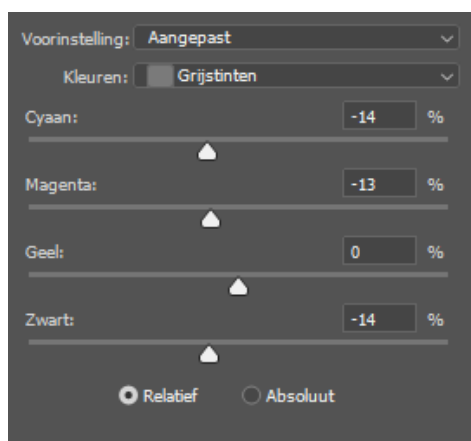 Voorinstelling: Aangepast
Kleuren: Grijstinten
Cyaan: -14 %
Magenta: -13 %
Geel: 0 %
Zwart: -14 %
Relatief Absoluut